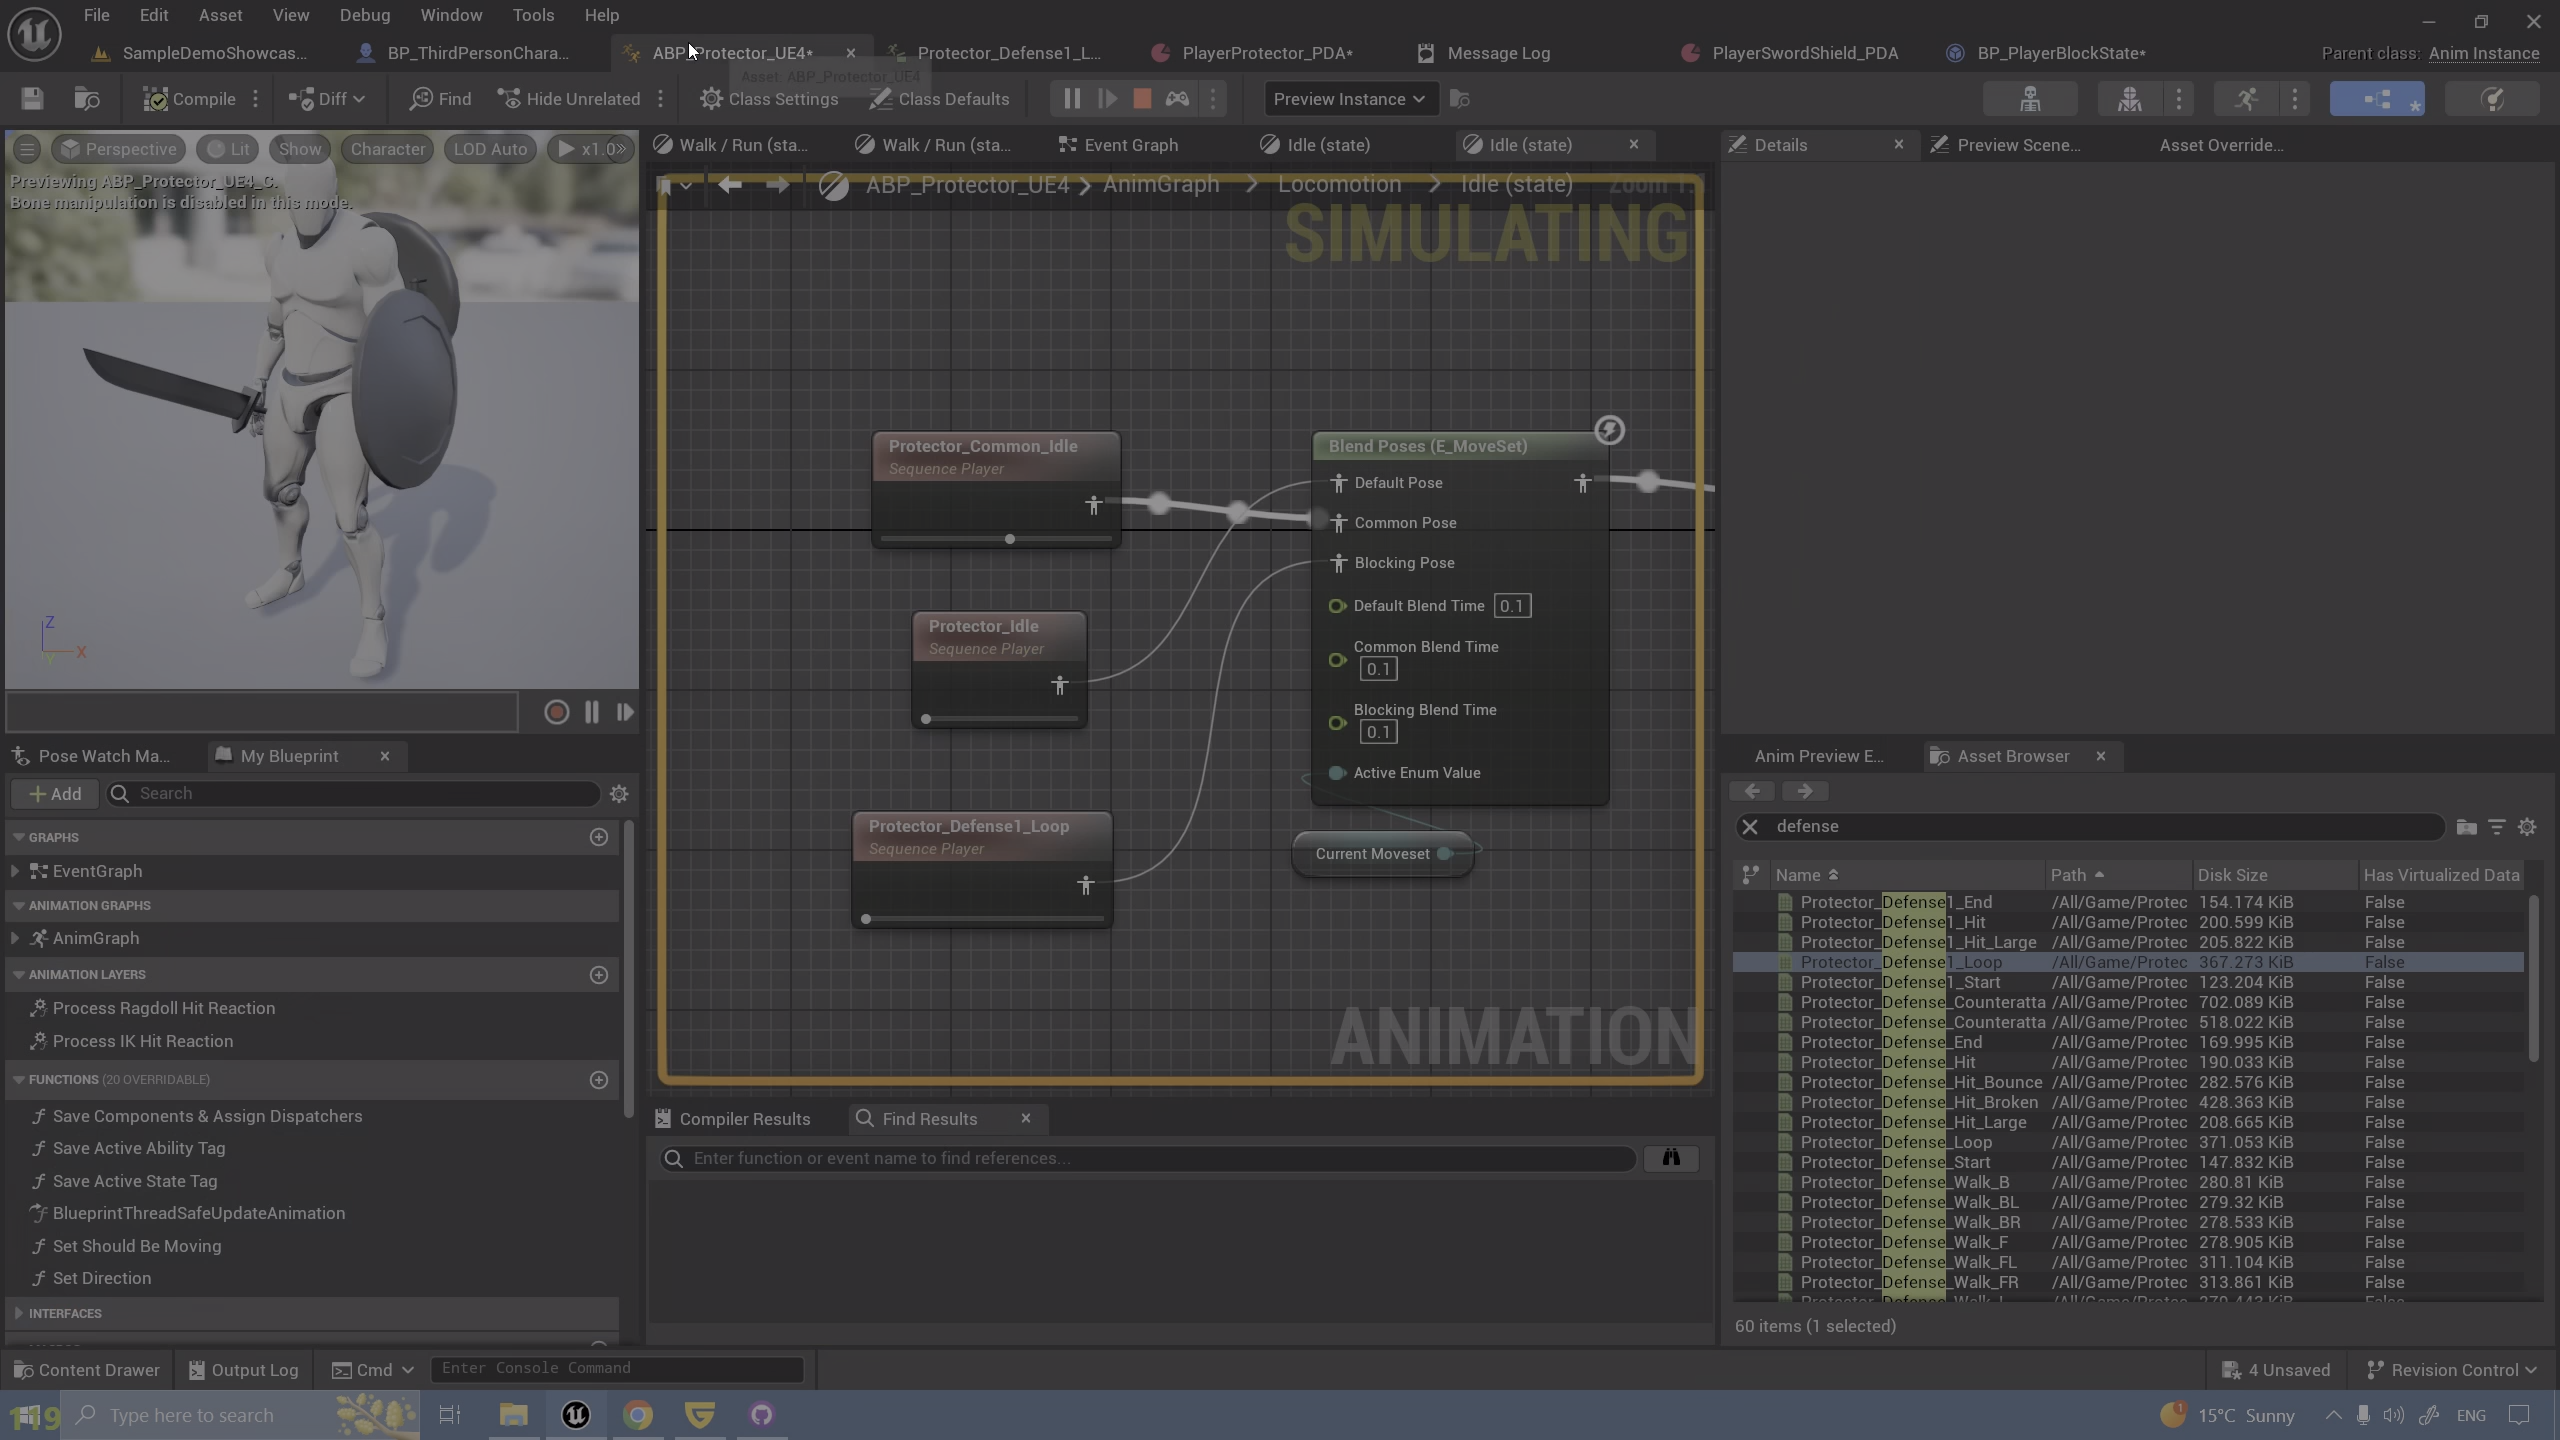 File Edit Asset View Debug Window Tools Help
SampleDemoShowcas...
BP_ThirdPersonChara...
ABP_Protector_UE4*
Protector_Defense1_L...
PlayerProtector_PDA*
Message Log
PlayerSwordShield_PDA
BP_PlayerBlockState*
Parent class: Anim Instance
Asset: ABP_Protector_UE4
Compile
Diff
Find
Hide Unrelated
Class Settings
Class Defaults
Preview Instance
Perspective
Lit
Show
Character
LOD Auto
x1.0
Previewing ABP_Protector_UE4_C.
Bone manipulation is disabled in this mode.
Z
X
Y
Walk / Run (sta...
Walk / Run (sta...
Event Graph
Idle (state)
Idle (state)
ABP_Protector_UE4 > AnimGraph > Locomotion > Idle (state)
Zoom 1:1
SIMULATING
Protector_Common_Idle
Sequence Player
Protector_Idle
Sequence Player
Protector_Defense1_Loop
Sequence Player
Blend Poses (E_MoveSet)
Default Pose
Common Pose
Blocking Pose
Default Blend Time 0.1
Common Blend Time
0.1
Blocking Blend Time
0.1
Active Enum Value
Current Moveset
ANIMATION
Pose Watch Ma...
My Blueprint
Add
Search
GRAPHS
EventGraph
ANIMATION GRAPHS
AnimGraph
ANIMATION LAYERS
Process Ragdoll Hit Reaction
Process IK Hit Reaction
FUNCTIONS (20 OVERRIDABLE)
Save Components & Assign Dispatchers
Save Active Ability Tag
Save Active State Tag
BlueprintThreadSafeUpdateAnimation
Set Should Be Moving
Set Direction
INTERFACES
Compiler Results
Find Results
Enter function or event name to find references...
Details
Preview Scene...
Asset Override...
Anim Preview E...
Asset Browser
defense
Name Path Disk Size Has Virtualized Data
Protector_Defense1_End /All/Game/Protec 154.174 KiB False
Protector_Defense1_Hit /All/Game/Protec 200.599 KiB False
Protector_Defense1_Hit_Large /All/Game/Protec 205.822 KiB False
Protector_Defense1_Loop /All/Game/Protec 367.273 KiB False
Protector_Defense1_Start /All/Game/Protec 123.204 KiB False
Protector_Defense_Counteratta /All/Game/Protec 702.089 KiB False
Protector_Defense_Counteratta /All/Game/Protec 518.022 KiB False
Protector_Defense_End /All/Game/Protec 169.995 KiB False
Protector_Defense_Hit /All/Game/Protec 190.033 KiB False
Protector_Defense_Hit_Bounce /All/Game/Protec 282.576 KiB False
Protector_Defense_Hit_Broken /All/Game/Protec 428.363 KiB False
Protector_Defense_Hit_Large /All/Game/Protec 208.665 KiB False
Protector_Defense_Loop /All/Game/Protec 371.053 KiB False
Protector_Defense_Start /All/Game/Protec 147.832 KiB False
Protector_Defense_Walk_B /All/Game/Protec 280.81 KiB False
Protector_Defense_Walk_BL /All/Game/Protec 279.32 KiB False
Protector_Defense_Walk_BR /All/Game/Protec 278.533 KiB False
Protector_Defense_Walk_F /All/Game/Protec 278.905 KiB False
Protector_Defense_Walk_FL /All/Game/Protec 311.104 KiB False
Protector_Defense_Walk_FR /All/Game/Protec 313.861 KiB False
60 items (1 selected)
Content Drawer
Output Log
Cmd
Enter Console Command
4 Unsaved
Revision Control
119
Type here to search
1
15°C Sunny
ENG